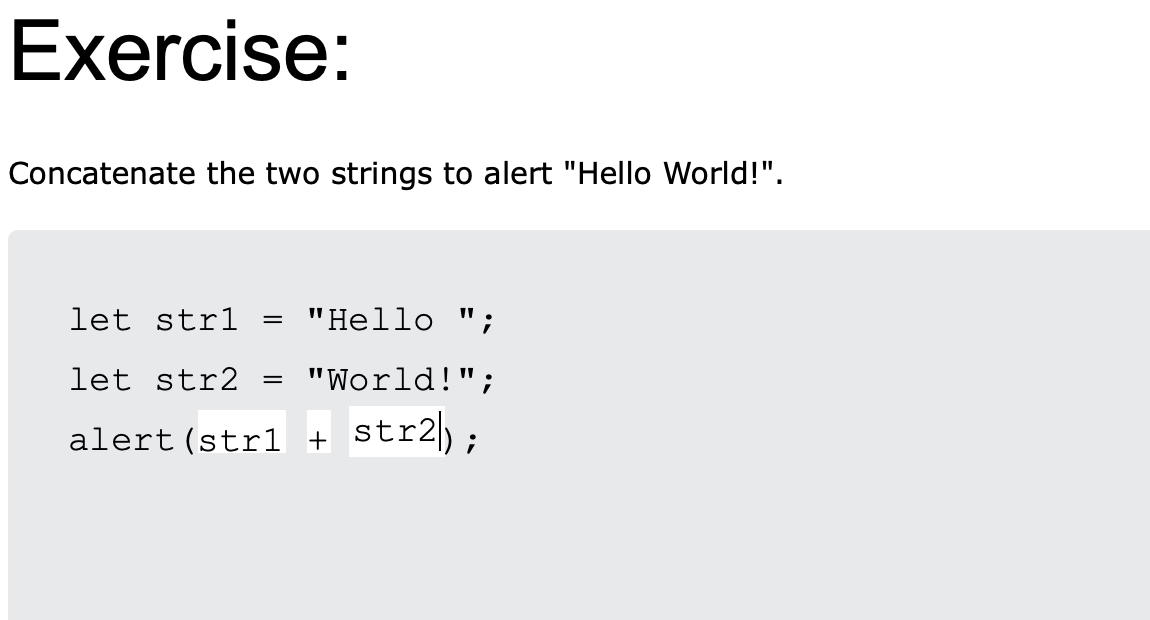 Exercise:
Concatenate the two strings to alert "Hello World!".
let str1 = "Hello ";
let str2 = "World!";
alert(str1 + str2);